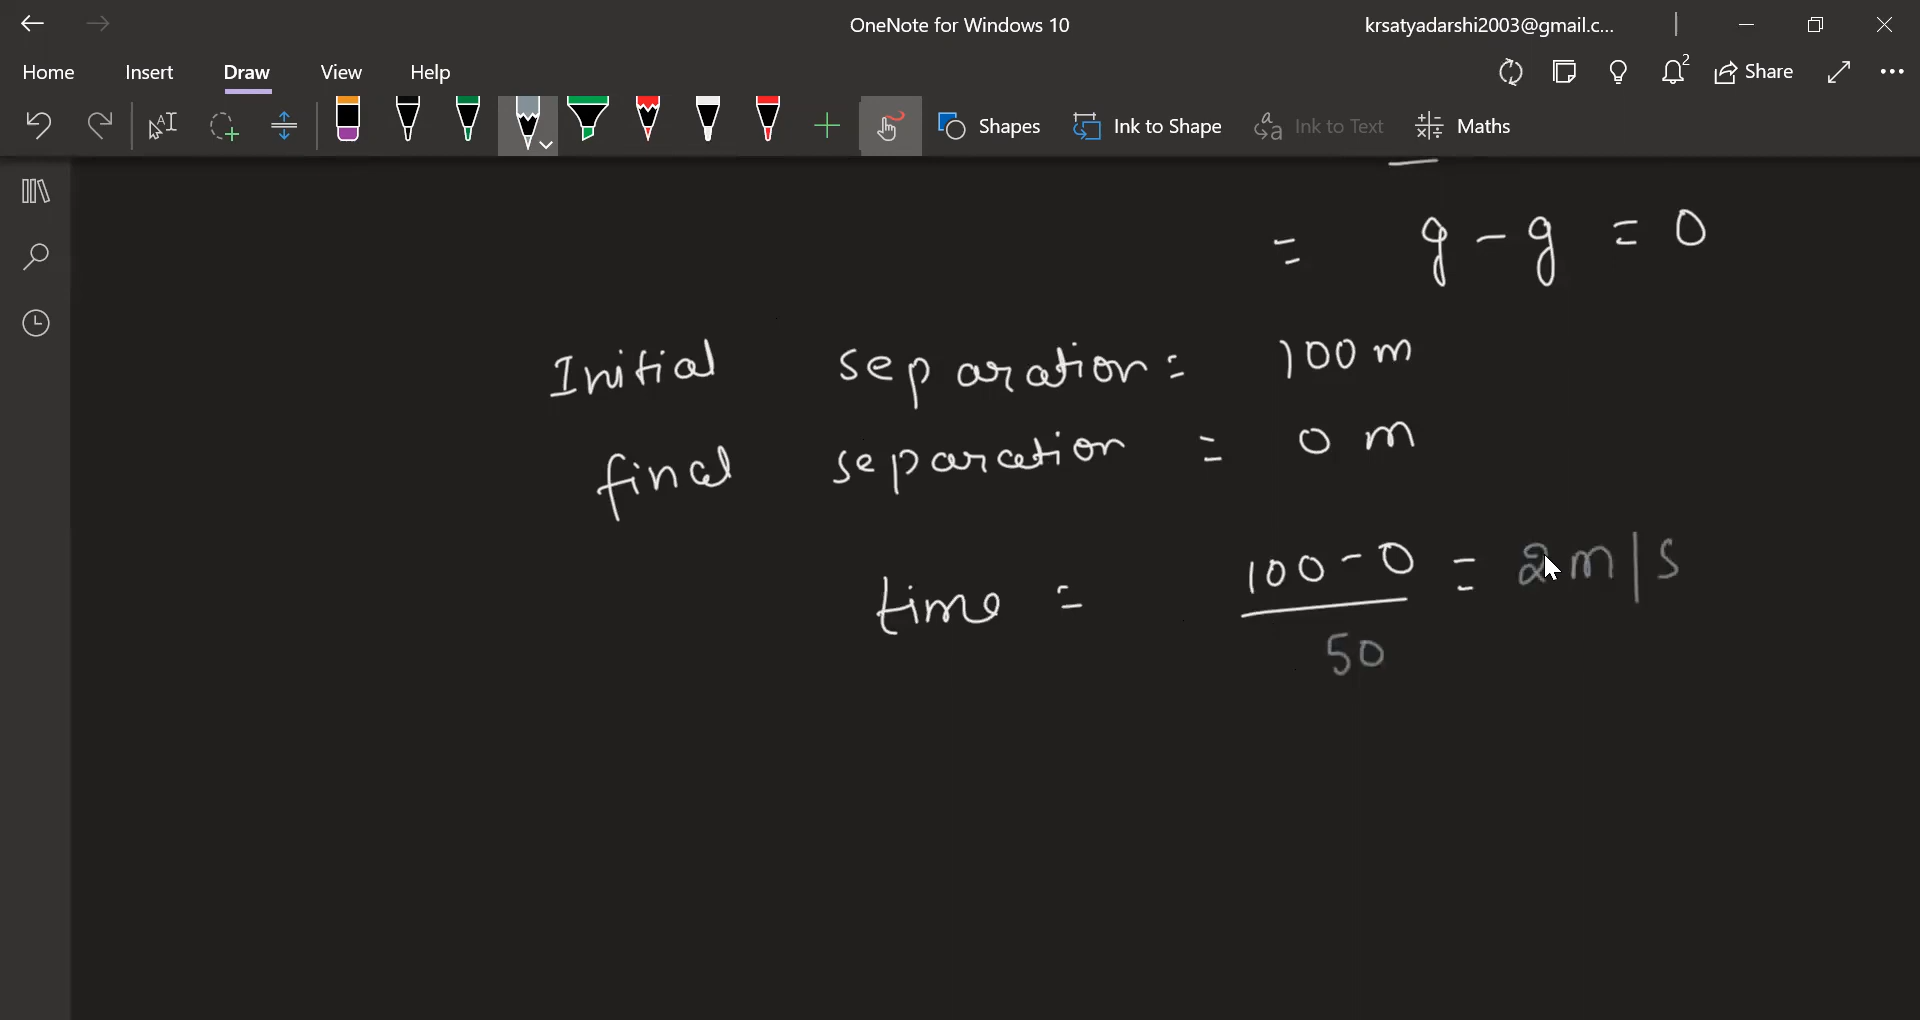 OneNote for Windows 10
krsatyadarshi2003@gmail.c...
Home Insert Draw View Help
2
Share
Shapes Ink to Shape Ink to Text Maths
= g - g = 0
Initial separation = 100 m
final separation = 0 m
time = 100 - 0 = 2 m/s
50